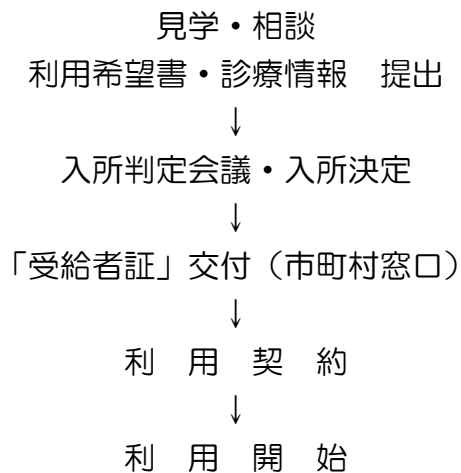 見学・相談
利用希望書・診療情報　提出
↓
入所判定会議・入所決定
↓
「受給者証」交付（市町村窓口）
↓
利　用　契　約
↓
利　用　開　始